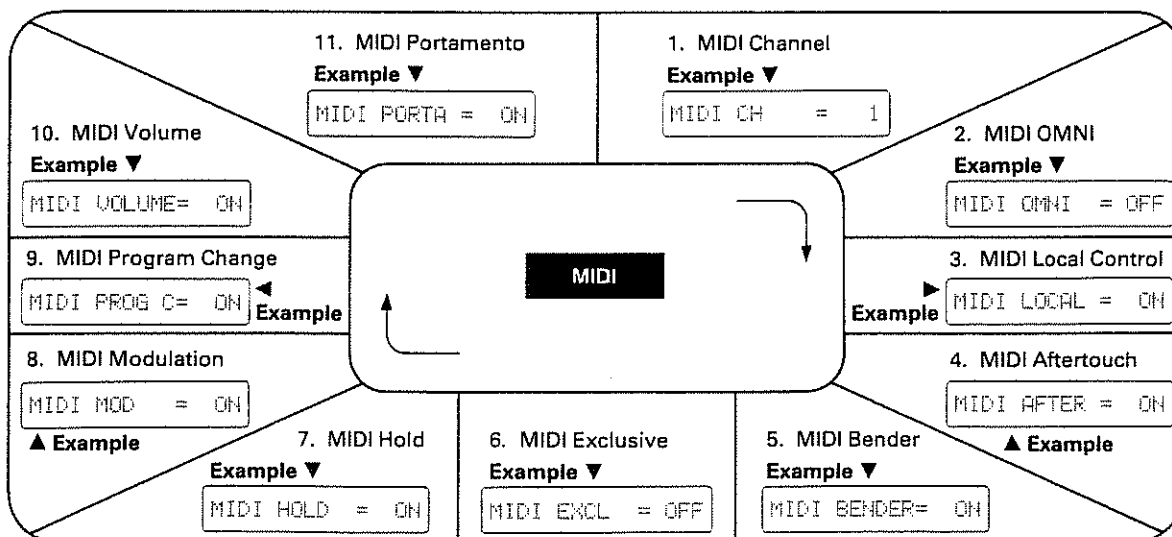 11. MIDI Portamento
Example ▼
MIDI PORTA = ON
1. MIDI Channel
Example ▼
MIDI CH = 1
10. MIDI Volume
Example ▼
MIDI VOLUME= ON
2. MIDI OMNI
Example ▼
MIDI OMNI = OFF
9. MIDI Program Change
MIDI PROG C= ON
◀ Example
MIDI
3. MIDI Local Control
▶ Example
MIDI LOCAL = ON
8. MIDI Modulation
MIDI MOD = ON
▲ Example
4. MIDI Aftertouch
MIDI AFTER = ON
▲ Example
7. MIDI Hold
Example ▼
MIDI HOLD = ON
6. MIDI Exclusive
Example ▼
MIDI EXCL = OFF
5. MIDI Bender
Example ▼
MIDI BENDER= ON